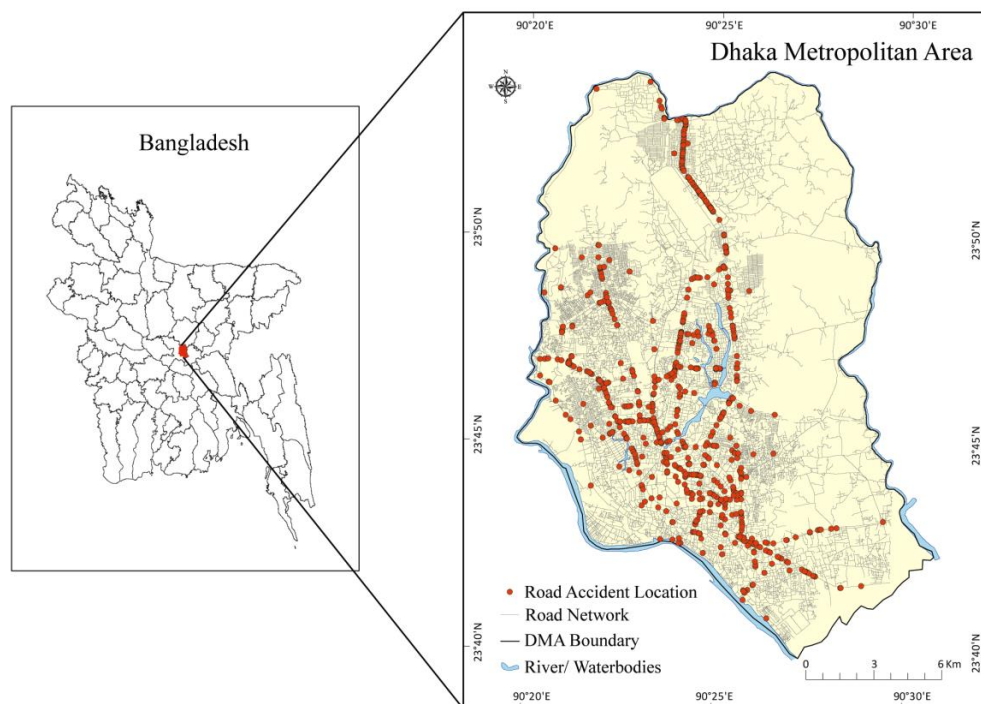 Bangladesh
90°20'E
90°25'E
90°30'E
Dhaka Metropolitan Area
N
W E
S
23°50'N
23°50'N
23°45'N
23°45'N
23°40'N
23°40'N
Road Accident Location
Road Network
DMA Boundary
River/ Waterbodies
0 3 6 Km
90°20'E
90°25'E
90°30'E